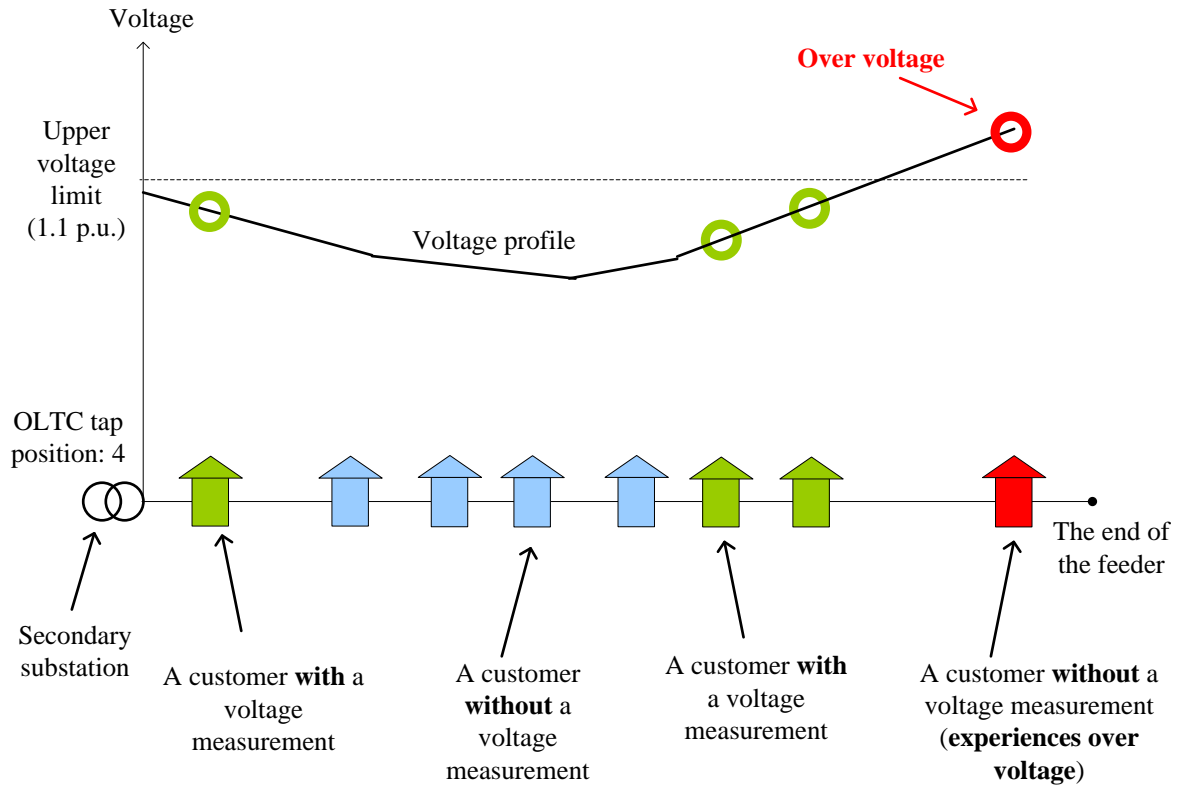 Voltage
Over voltage
Upper
voltage
limit
(1.1 p.u.)
Voltage profile
OLTC tap
position: 4
The end of
the feeder
Secondary
substation
A customer with a
voltage
measurement
A customer
without a
voltage
measurement
A customer with
a voltage
measurement
A customer without a
voltage measurement
(experiences over
voltage)